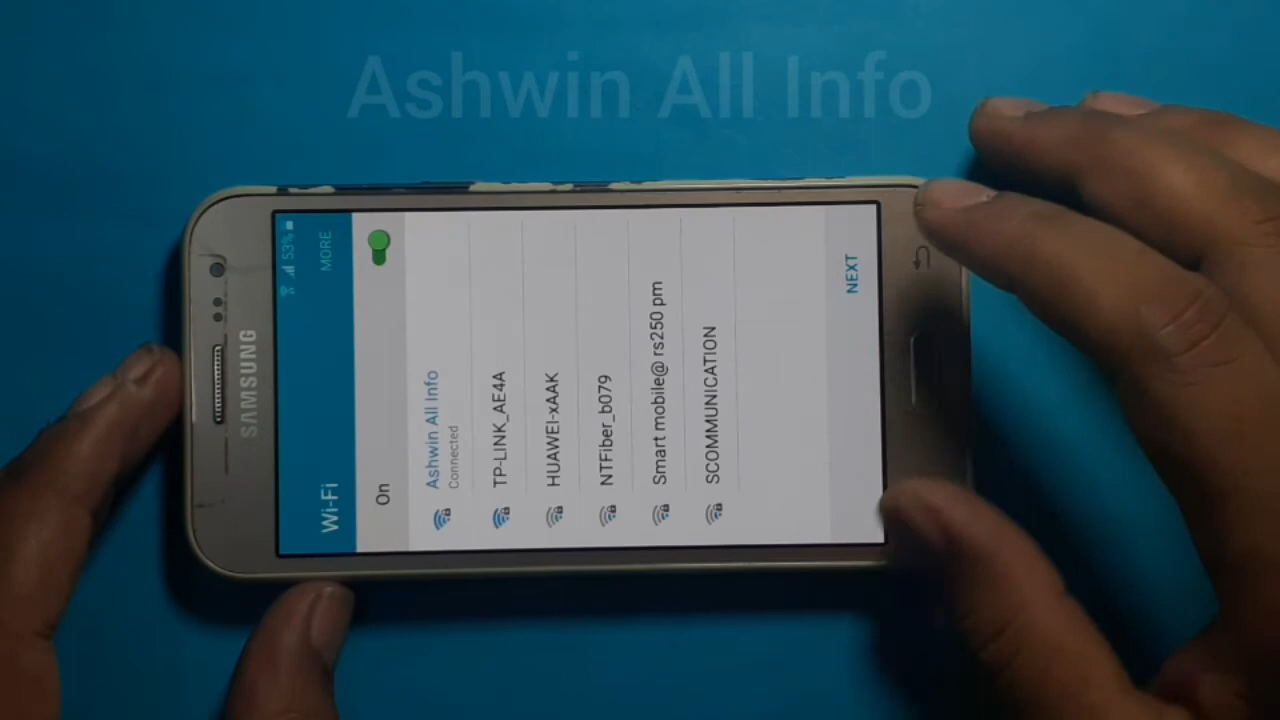 Ashwin All Info
SAMSUNG
53%
Wi-Fi
MORE
On
Ashwin All Info
Connected
TP-LINK_AE4A
HUAWEI-xAAK
NTFiber_b079
Smart mobile@ rs250 pm
SCOMMUNICATION
NEXT